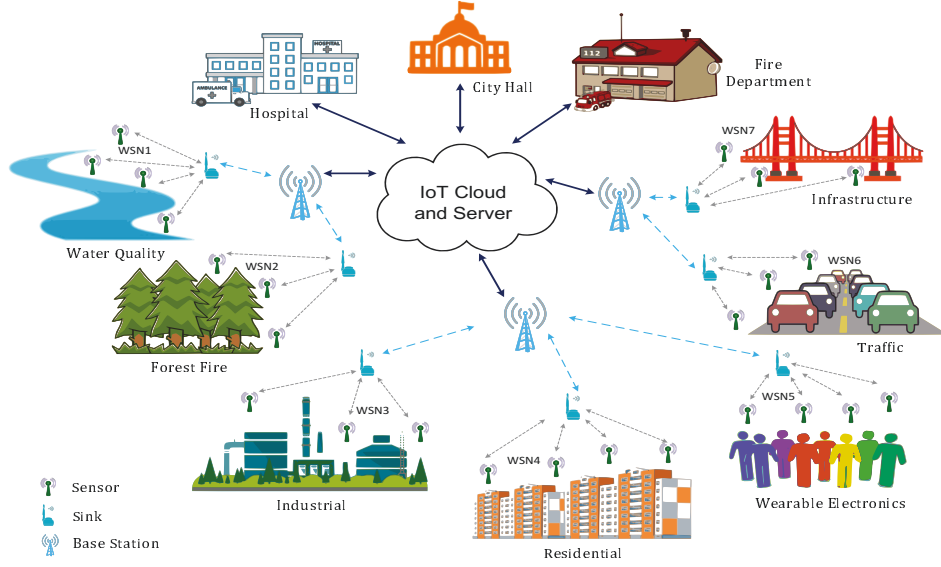 HOSPITAL
AMBULANCE
Hospital
City Hall
112
Fire
Department
WSN1
WSN7
IoT Cloud
and Server
Infrastructure
Water Quality
WSN2
WSN6
Forest Fire
Traffic
WSN3
WSN5
WSN4
Sensor
Industrial
Wearable Electronics
Sink
Base Station
Residential